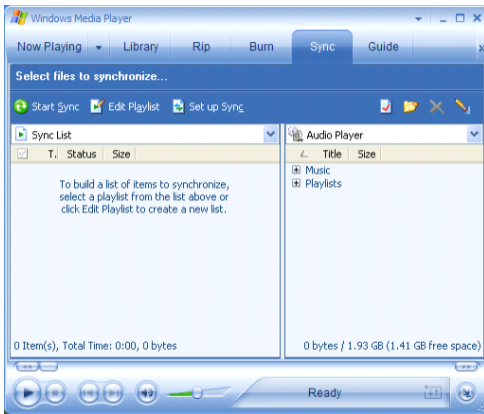 Windows Media Player
Now Playing Library Rip Burn Sync Guide
Select files to synchronize...
Start Sync Edit Playlist Set up Sync
Sync List
Audio Player
T. Status Size
Title Size
To build a list of items to synchronize,
select a playlist from the list above or
click Edit Playlist to create a new list.
Music
Playlists
0 Item(s), Total Time: 0:00, 0 bytes
0 bytes / 1.93 GB (1.41 GB free space)
Ready